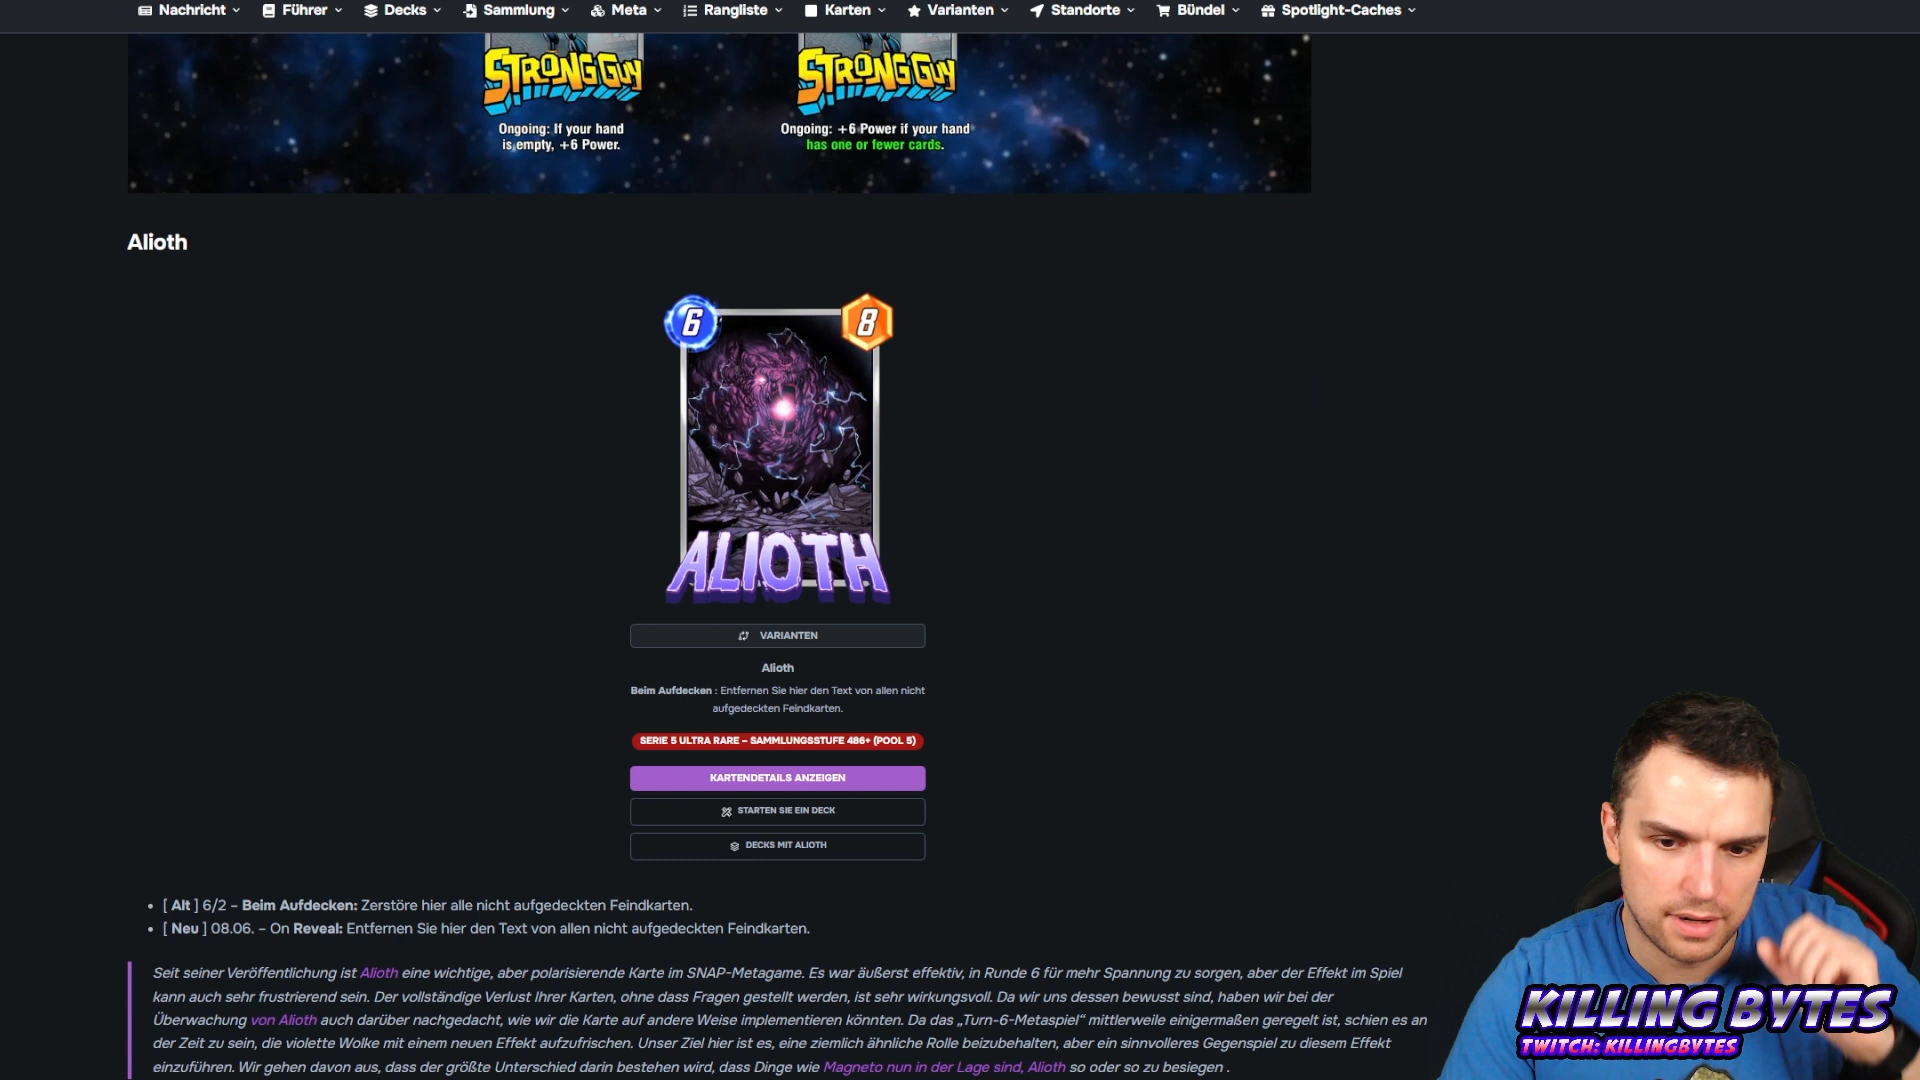 Nachricht Führer Decks Sammlung Meta Rangliste Karten Varianten Standorte Bündel Spotlight-Caches
STRONG GUY STRONG GUY
Ongoing: If your hand
is empty, +6 Power.
Ongoing: +6 Power if your hand
has one or fewer cards.
Alioth
6 8
ALIOTH
VARIANTEN
Alioth
Beim Aufdecken : Entfernen Sie hier den Text von allen nicht
aufgedeckten Feindkarten.
SERIE 5 ULTRA RARE – SAMMLUNGSSTUFE 486+ (POOL 5)
KARTENDETAILS ANZEIGEN
STARTEN SIE EIN DECK
DECKS MIT ALIOTH
• [ Alt ] 6/2 – Beim Aufdecken: Zerstöre hier alle nicht aufgedeckten Feindkarten.
• [ Neu ] 08.06. – On Reveal: Entfernen Sie hier den Text von allen nicht aufgedeckten Feindkarten.
Seit seiner Veröffentlichung ist Alioth eine wichtige, aber polarisierende Karte im SNAP-Metagame. Es war äußerst effektiv, in Runde 6 für mehr Spannung zu sorgen, aber der Effekt im Spiel
kann auch sehr frustrierend sein. Der vollständige Verlust Ihrer Karten, ohne dass Fragen gestellt werden, ist sehr wirkungsvoll. Da wir uns dessen bewusst sind, haben wir bei der
Überwachung von Alioth auch darüber nachgedacht, wie wir die Karte auf andere Weise implementieren könnten. Da das „Turn-6-Metaspiel“ mittlerweile einigermaßen geregelt ist, schien es an
der Zeit zu sein, die violette Wolke mit einem neuen Effekt aufzufrischen. Unser Ziel hier ist es, eine ziemlich ähnliche Rolle beizubehalten, aber ein sinnvolleres Gegenspiel zu diesem Effekt
einzuführen. Wir gehen davon aus, dass der größte Unterschied darin bestehen wird, dass Dinge wie Magneto nun in der Lage sind, Alioth so oder so zu besiegen .
KILLING BYTES
TWITCH: KILLINGBYTES